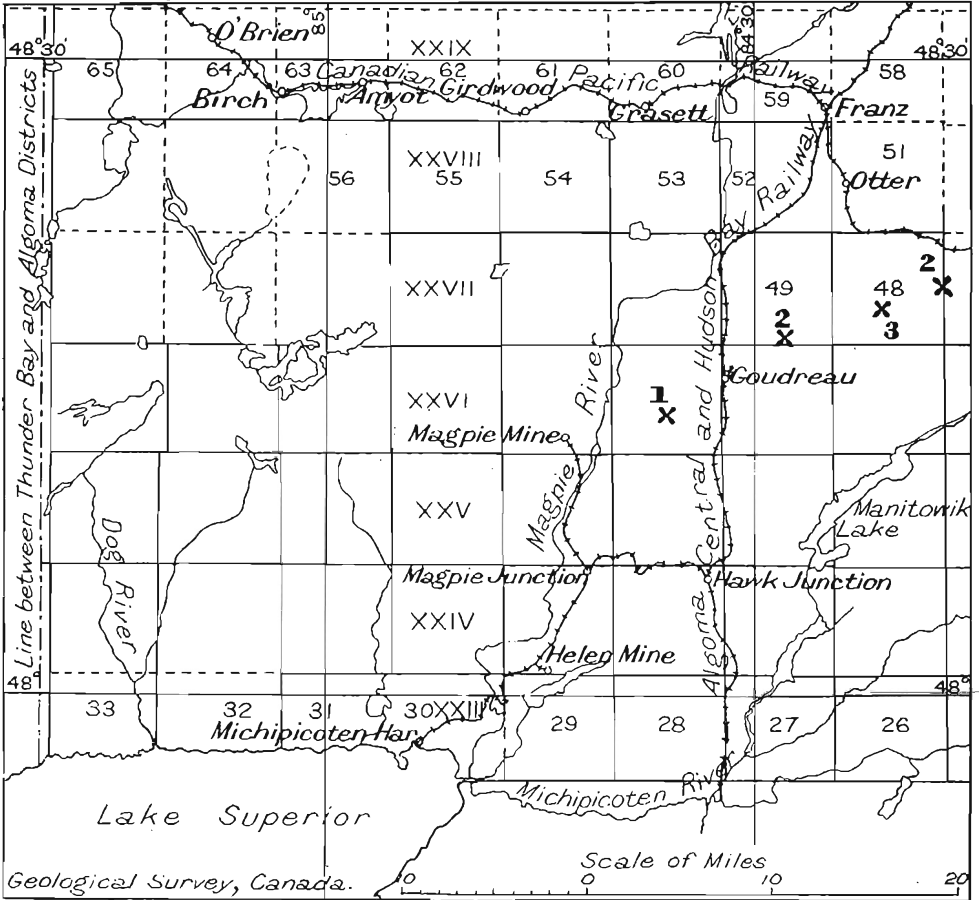 O'Brien
85°
84°30'
48°30'
XXIX
48°30'
65
64
63
Canadian
62
61
Pacific
60
Railway
58
Birch
Amyot
Girdwood
Grasett
59
Franz
XXVIII
56
55
54
53
52
51
Otter
Bay Railway
XXVII
49
48
2
2
3
Goudreau
XXVI
1
Magpie Mine
Magpie River
XXV
Manitowik
Lake
Dog River
Magpie Junction
Hawk Junction
XXIV
Helen Mine
Algoma Central and Hudson
Line between Thunder Bay and Algoma Districts
48°
48°
33
32
31
30
XXIII
29
28
27
26
Michipicoten Har.
Michipicoten River
Lake Superior
Scale of Miles
Geological Survey, Canada.
10 0 10 20